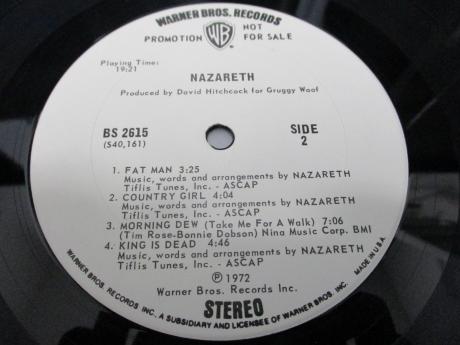 WARNER BROS. RECORDS
PROMOTION WB NOT FOR SALE
Playing Time:
19:21
NAZARETH
Produced by David Hitchcock for Gruggy Woof
BS 2615
(S40,161)
SIDE
2
1. FAT MAN 3:25
Music, words and arrangements by NAZARETH
Tiflis Tunes, Inc. - ASCAP
2. COUNTRY GIRL 4:04
Music, words and arrangements by NAZARETH
Tiflis Tunes, Inc. - ASCAP
3. MORNING DEW (Take Me For A Walk) 7:06
(Tim Rose-Bonnie Dobson) Nina Music Corp. BMI
4. KING IS DEAD 4:46
Music, words and arrangements by NAZARETH
Tiflis Tunes, Inc. - ASCAP
Ⓟ 1972
Warner Bros. Records Inc.
STEREO
WARNER BROS. RECORDS INC. A SUBSIDIARY AND LICENSEE OF WARNER BROS. INC. MADE IN U.S.A.